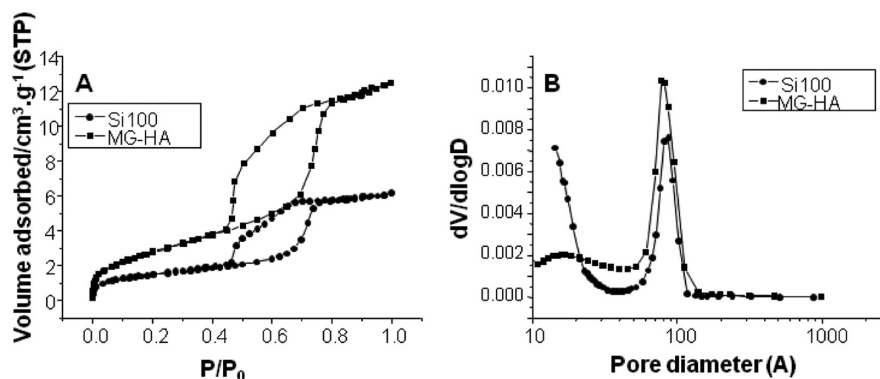 A
Si100
MG-HA
Volume adsorbed/cm³.g⁻¹(STP)
14
12
10
8
6
4
2
0
0.0 0.2 0.4 0.6 0.8 1.0
P/P₀
B
Si100
MG-HA
dV/dlogD
0.010
0.008
0.006
0.004
0.002
0.000
10 100 1000
Pore diameter (A)